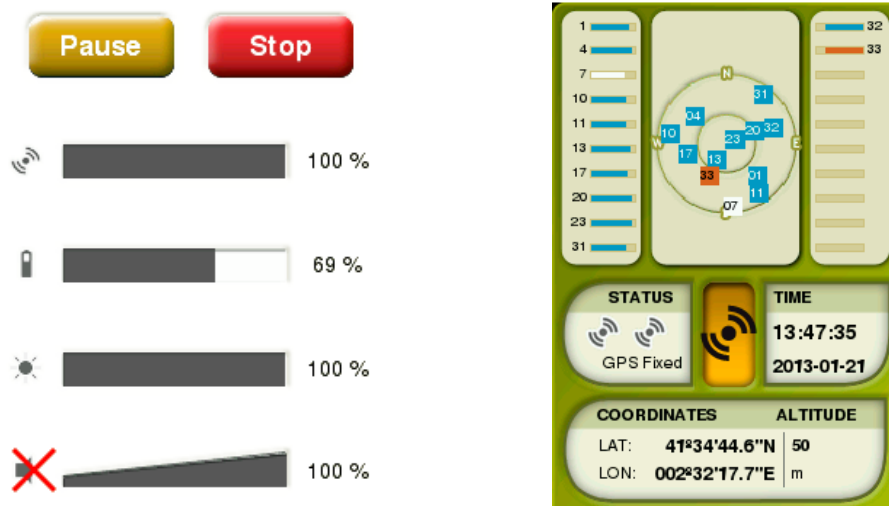 Pause Stop
100 %
69 %
100 %
100 %
1 32
4 33
7
10
11
13
17
20
23
31
N
31
04
10 20 32
W 23 E
17 13
33 01
11
07
STATUS
GPS Fixed
TIME
13:47:35
2013-01-21
COORDINATES ALTITUDE
LAT: 41º34'44.6"N 50
LON: 002º32'17.7"E m